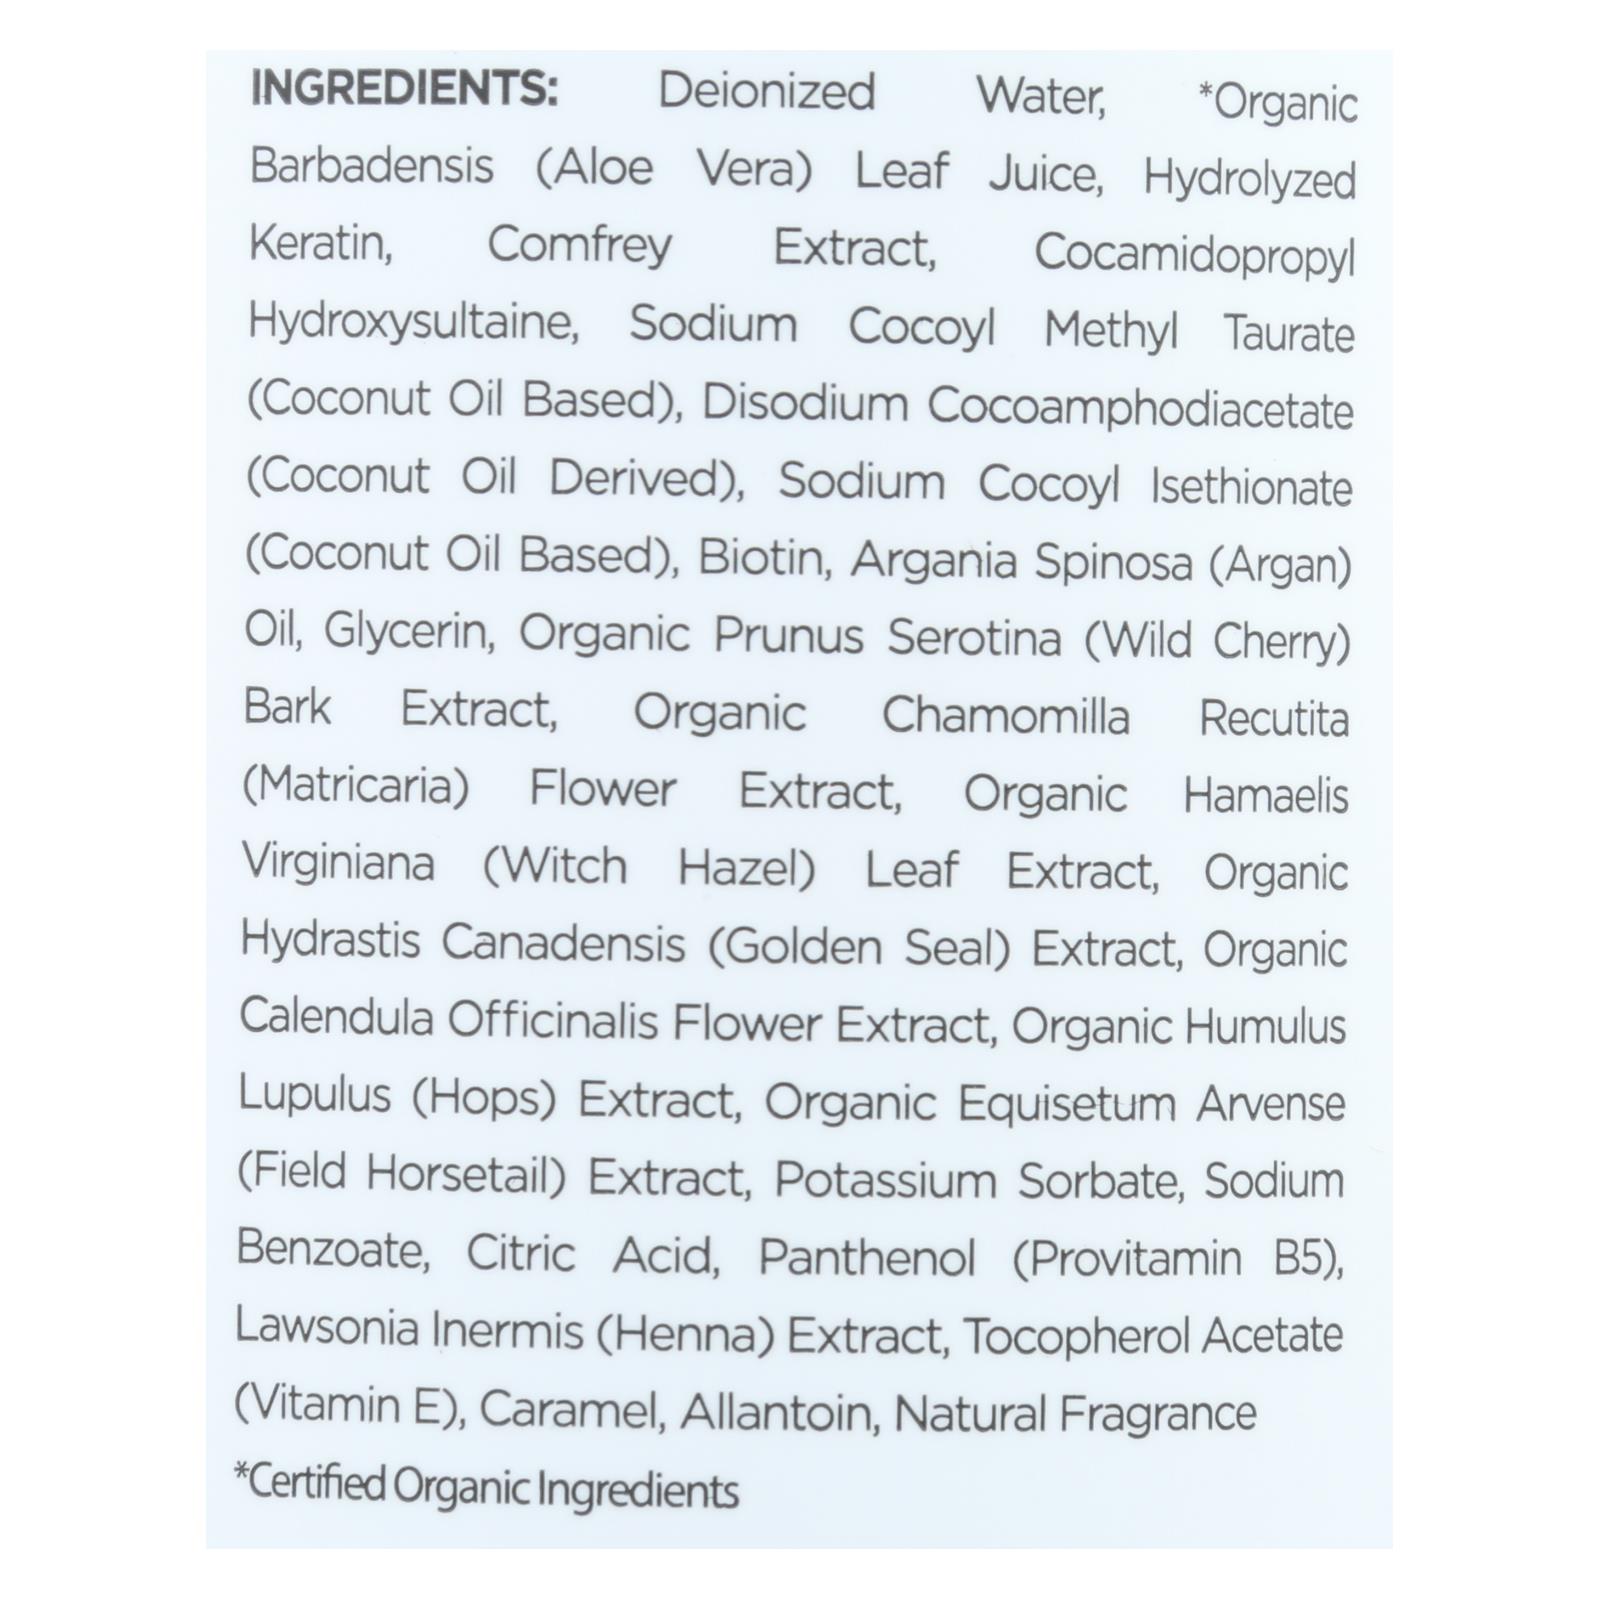 INGREDIENTS: Deionized Water, *Organic
Barbadensis (Aloe Vera) Leaf Juice, Hydrolyzed
Keratin, Comfrey Extract, Cocamidopropyl
Hydroxysultaine, Sodium Cocoyl Methyl Taurate
(Coconut Oil Based), Disodium Cocoamphodiacetate
(Coconut Oil Derived), Sodium Cocoyl Isethionate
(Coconut Oil Based), Biotin, Argania Spinosa (Argan)
Oil, Glycerin, Organic Prunus Serotina (Wild Cherry)
Bark Extract, Organic Chamomilla Recutita
(Matricaria) Flower Extract, Organic Hamaelis
Virginiana (Witch Hazel) Leaf Extract, Organic
Hydrastis Canadensis (Golden Seal) Extract, Organic
Calendula Officinalis Flower Extract, Organic Humulus
Lupulus (Hops) Extract, Organic Equisetum Arvense
(Field Horsetail) Extract, Potassium Sorbate, Sodium
Benzoate, Citric Acid, Panthenol (Provitamin B5),
Lawsonia Inermis (Henna) Extract, Tocopherol Acetate
(Vitamin E), Caramel, Allantoin, Natural Fragrance
*Certified Organic Ingredients